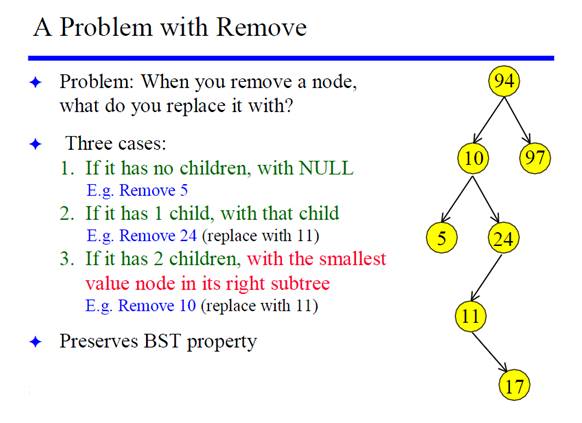 A Problem with Remove
Problem: When you remove a node,
what do you replace it with?
Three cases:
1. If it has no children, with NULL
E.g. Remove 5
2. If it has 1 child, with that child
E.g. Remove 24 (replace with 11)
3. If it has 2 children, with the smallest
value node in its right subtree
E.g. Remove 10 (replace with 11)
Preserves BST property
94
10
97
5
24
11
17